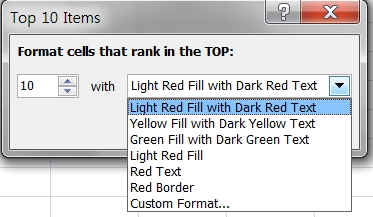 Top 10 Items
?
Format cells that rank in the TOP:
10 with Light Red Fill with Dark Red Text
Light Red Fill with Dark Red Text
Yellow Fill with Dark Yellow Text
Green Fill with Dark Green Text
Light Red Fill
Red Text
Red Border
Custom Format...